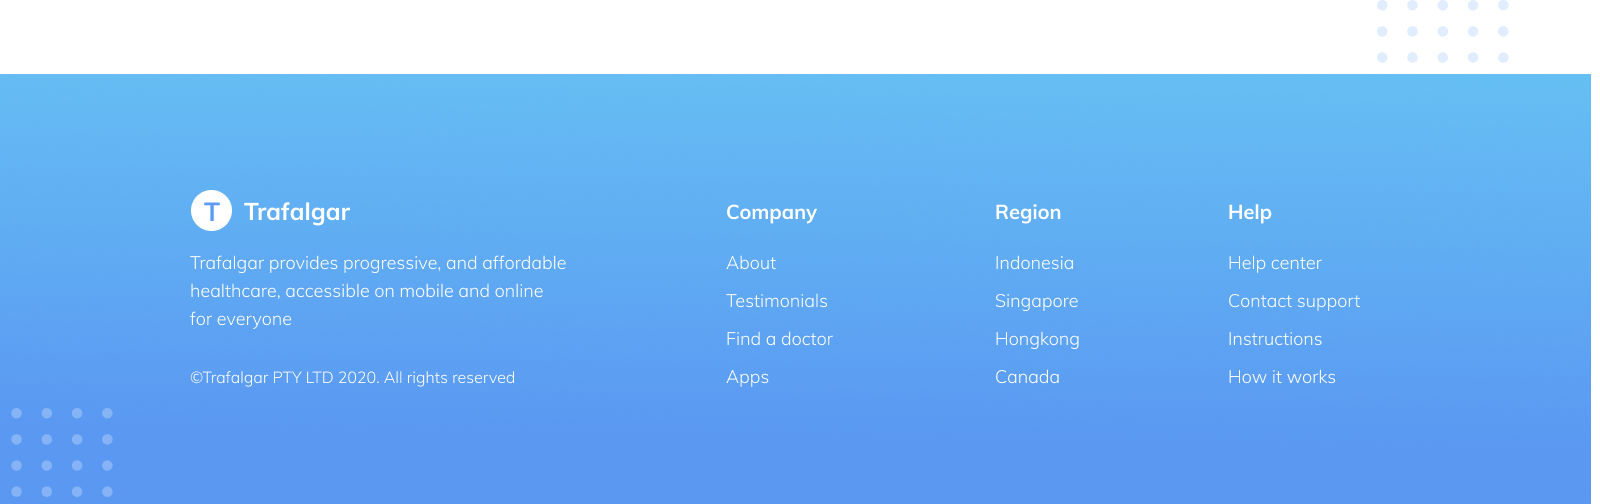 T Trafalgar
Trafalgar provides progressive, and affordable
healthcare, accessible on mobile and online
for everyone
©Trafalgar PTY LTD 2020. All rights reserved
Company
About
Testimonials
Find a doctor
Apps
Region
Indonesia
Singapore
Hongkong
Canada
Help
Help center
Contact support
Instructions
How it works